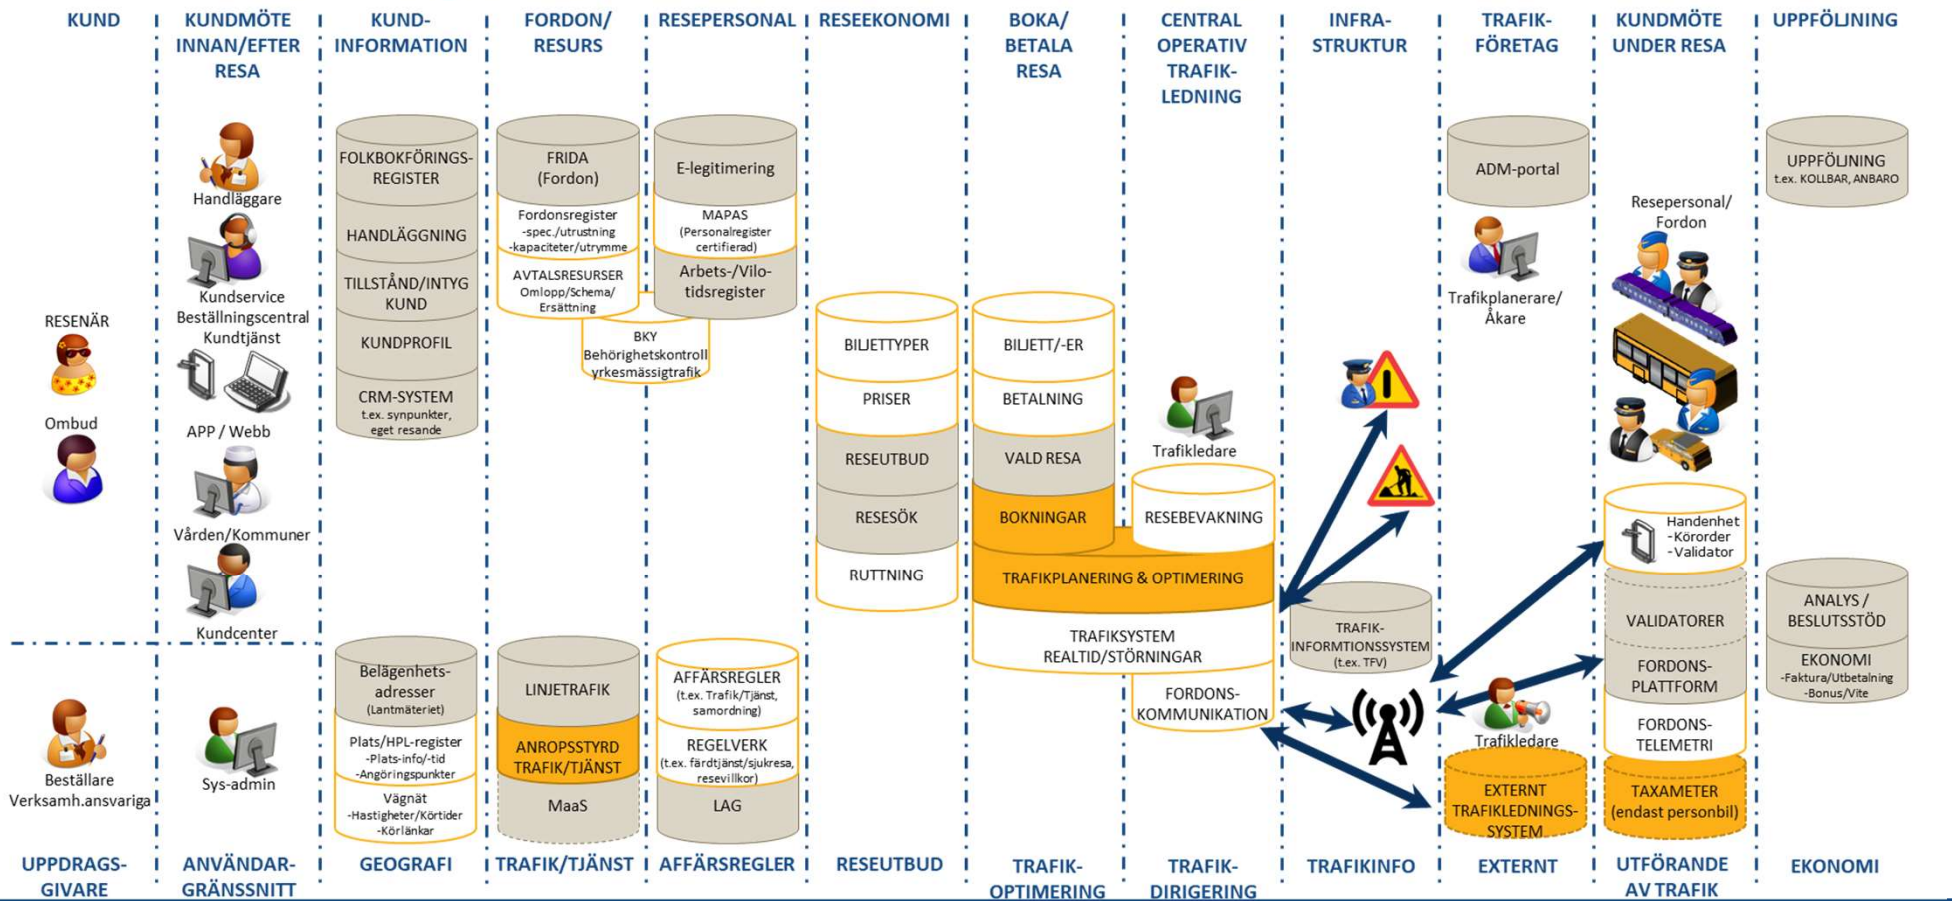 KUND
KUNDMÖTE
INNAN/EFTER
RESA
KUND-
INFORMATION
FORDON/
RESURS
RESEPERSONAL
RESEEKONOMI
BOKA/
BETALA
RESA
CENTRAL
OPERATIV
TRAFIK-
LEDNING
INFRA-
STRUKTUR
TRAFIK-
FÖRETAG
KUNDMÖTE
UNDER RESA
UPPFÖLJNING
RESENÄR
Ombud
Beställare
Verksamh.ansvariga
Handläggare
Kundservice
Beställningscentral
Kundtjänst
APP / Webb
Vården/Kommuner
Kundcenter
Sys-admin
FOLKBOKFÖRINGS-
REGISTER
HANDLÄGGNING
TILLSTÅND/INTYG
KUND
KUNDPROFIL
CRM-SYSTEM
t.ex. synpunkter,
eget resande
Belägenhets-
adresser
(Lantmäteriet)
Plats/HPL-register
-Plats-info/-tid
-Angöringspunkter
Vägnät
-Hastigheter/Körtider
-Körlänkar
FRIDA
(Fordon)
Fordonsregister
-spec./utrustning
-kapaciteter/utrymme
AVTALSRESURSER
Omlopp/Schema/
Ersättning
BKY
Behörighetskontroll
yrkesmässigtrafik
LINJETRAFIK
ANROPSSTYRD
TRAFIK/TJÄNST
MaaS
E-legitimering
MAPAS
(Personalregister
certifierad)
Arbets-/Vilo-
tidsregister
AFFÄRSREGLER
(t.ex. Trafik/Tjänst,
samordning)
REGELVERK
(t.ex. färdtjänst/sjukresa,
resevillkor)
LAG
BILJETTYPER
PRISER
RESEUTBUD
RESESÖK
RUTTNING
BILJETT/-ER
BETALNING
VALD RESA
BOKNINGAR
TRAFIKPLANERING & OPTIMERING
TRAFIKSYSTEM
REALTID/STÖRNINGAR
Trafikledare
RESEBEVAKNING
FORDONS-
KOMMUNIKATION
TRAFIK-
INFORMTIONSSYSTEM
(t.ex. TFV)
ADM-portal
Trafikplanerare/
Åkare
Trafikledare
EXTERNT
TRAFIKLEDNINGS-
SYSTEM
Resepersonal/
Fordon
Handenhet
-Körorder
-Validator
VALIDATORER
FORDONS-
PLATTFORM
FORDONS-
TELEMETRI
TAXAMETER
(endast personbil)
UPPFÖLJNING
t.ex. KOLLBAR, ANBARO
ANALYS /
BESLUTSSTÖD
EKONOMI
-Faktura/Utbetalning
-Bonus/Vite
UPPDRAGS-
GIVARE
ANVÄNDAR-
GRÄNSSNITT
GEOGRAFI
TRAFIK/TJÄNST
AFFÄRSREGLER
RESEUTBUD
TRAFIK-
OPTIMERING
TRAFIK-
DIRIGERING
TRAFIKINFO
EXTERNT
UTFÖRANDE
AV TRAFIK
EKONOMI